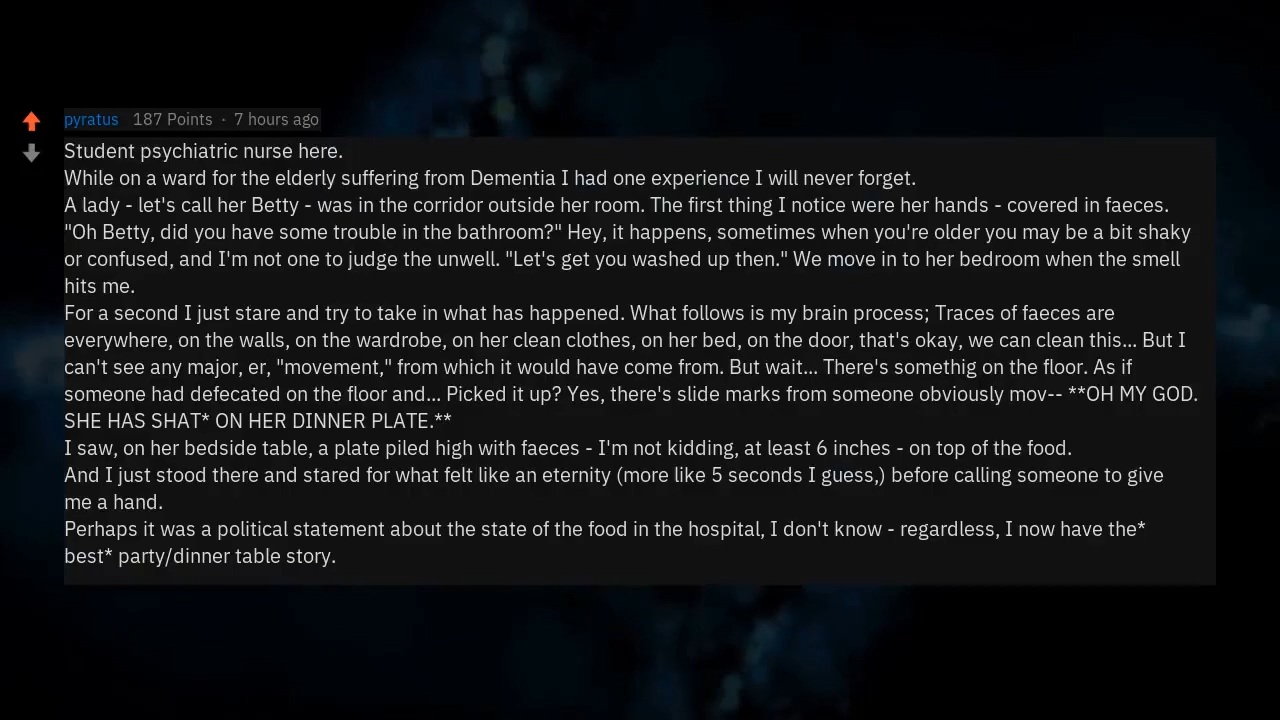 pyratus 187 Points · 7 hours ago
Student psychiatric nurse here.
While on a ward for the elderly suffering from Dementia I had one experience I will never forget.
A lady - let's call her Betty - was in the corridor outside her room. The first thing I notice were her hands - covered in faeces.
"Oh Betty, did you have some trouble in the bathroom?" Hey, it happens, sometimes when you're older you may be a bit shaky
or confused, and I'm not one to judge the unwell. "Let's get you washed up then." We move in to her bedroom when the smell
hits me.
For a second I just stare and try to take in what has happened. What follows is my brain process; Traces of faeces are
everywhere, on the walls, on the wardrobe, on her clean clothes, on her bed, on the door, that's okay, we can clean this... But I
can't see any major, er, "movement," from which it would have come from. But wait... There's somethig on the floor. As if
someone had defecated on the floor and... Picked it up? Yes, there's slide marks from someone obviously mov-- **OH MY GOD.
SHE HAS SHAT* ON HER DINNER PLATE.**
I saw, on her bedside table, a plate piled high with faeces - I'm not kidding, at least 6 inches - on top of the food.
And I just stood there and stared for what felt like an eternity (more like 5 seconds I guess,) before calling someone to give
me a hand.
Perhaps it was a political statement about the state of the food in the hospital, I don't know - regardless, I now have the*
best* party/dinner table story.